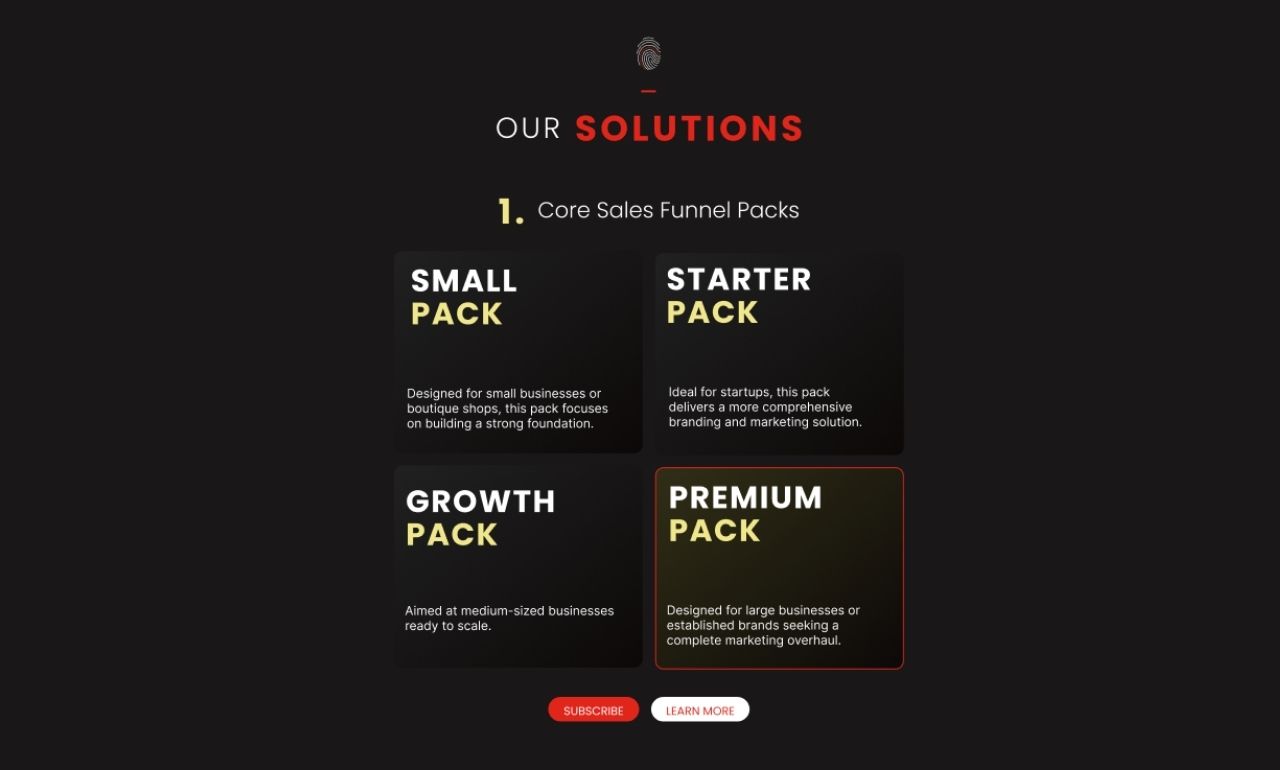 OUR SOLUTIONS
1. Core Sales Funnel Packs
SMALL
PACK
Designed for small businesses or
boutique shops, this pack focuses
on building a strong foundation.
STARTER
PACK
Ideal for startups, this pack
delivers a more comprehensive
branding and marketing solution.
GROWTH
PACK
Aimed at medium-sized businesses
ready to scale.
PREMIUM
PACK
Designed for large businesses or
established brands seeking a
complete marketing overhaul.
SUBSCRIBE
LEARN MORE